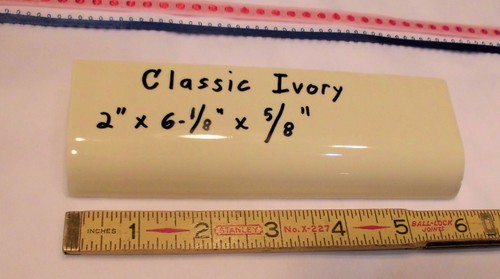 Classic Ivory
2" x 6-1/8" x 5/8"
INCHES 1 2 STANLEY 3 No. X-227 4 5 BALL-LOCK JOINTS 6